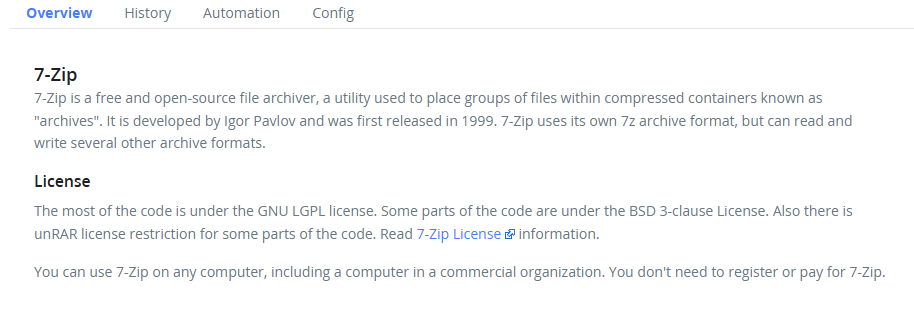 Overview History Automation Config
7-Zip
7-Zip is a free and open-source file archiver, a utility used to place groups of files within compressed containers known as
"archives". It is developed by Igor Pavlov and was first released in 1999. 7-Zip uses its own 7z archive format, but can read and
write several other archive formats.
License
The most of the code is under the GNU LGPL license. Some parts of the code are under the BSD 3-clause License. Also there is
unRAR license restriction for some parts of the code. Read 7-Zip License information.
You can use 7-Zip on any computer, including a computer in a commercial organization. You don't need to register or pay for 7-Zip.